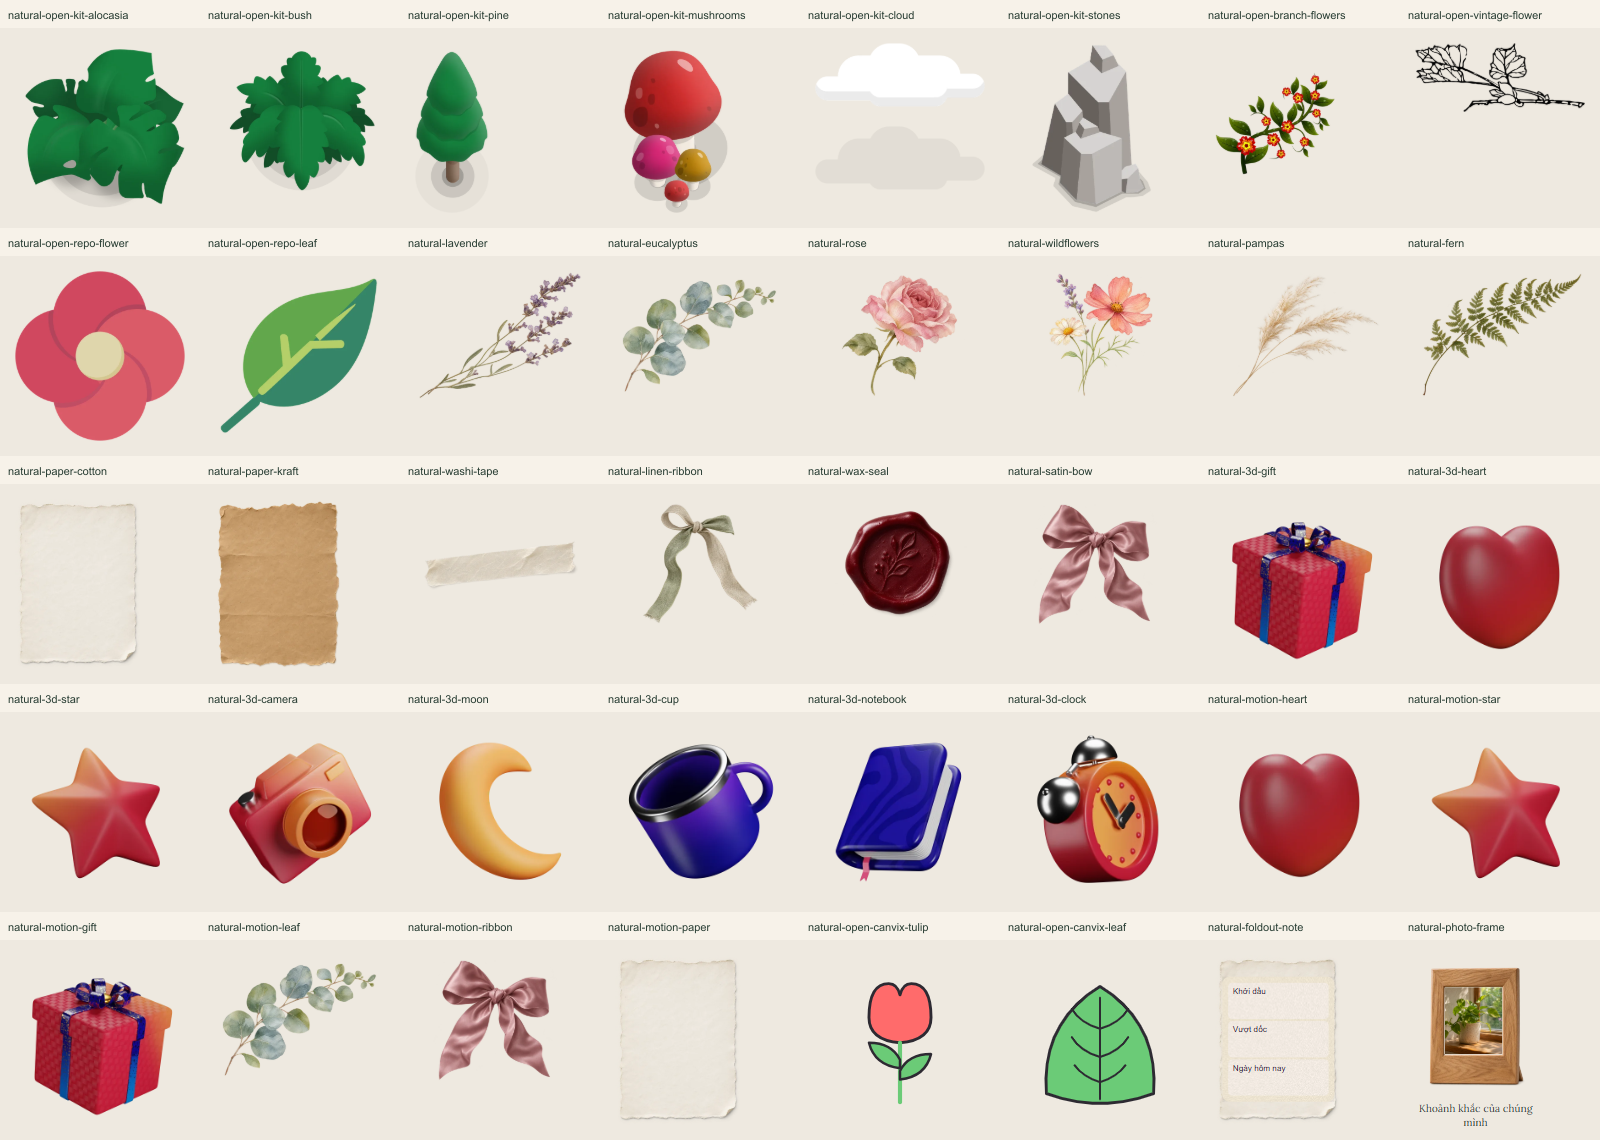 natural-open-kit-alocasia
natural-open-kit-bush
natural-open-kit-pine
natural-open-kit-mushrooms
natural-open-kit-cloud
natural-open-kit-stones
natural-open-branch-flowers
natural-open-vintage-flower
natural-open-repo-flower
natural-open-repo-leaf
natural-lavender
natural-eucalyptus
natural-rose
natural-wildflowers
natural-pampas
natural-fern
natural-paper-cotton
natural-paper-kraft
natural-washi-tape
natural-linen-ribbon
natural-wax-seal
natural-satin-bow
natural-3d-gift
natural-3d-heart
natural-3d-star
natural-3d-camera
natural-3d-moon
natural-3d-cup
natural-3d-notebook
natural-3d-clock
natural-motion-heart
natural-motion-star
natural-motion-gift
natural-motion-leaf
natural-motion-ribbon
natural-motion-paper
natural-open-canvix-tulip
natural-open-canvix-leaf
natural-foldout-note
natural-photo-frame
Khởi đầu
Vượt dốc
Ngày hôm nay
Khoảnh khắc của chúng
mình